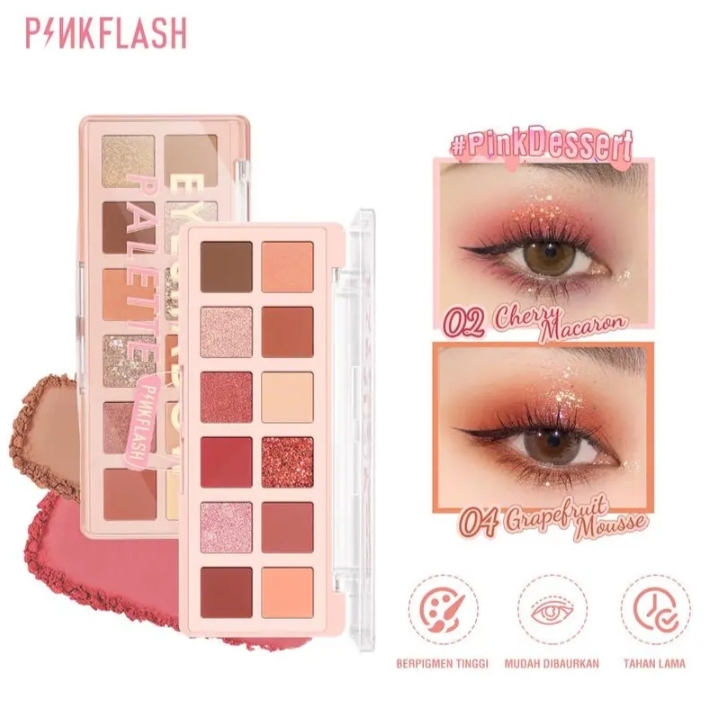 PINKFLASH
EYESHADOW
PALETTE
PINKFLASH
#PinkDessert
02 Cherry
Macaron
04 Grapefruit
Mousse
BERPIGMEN TINGGI
MUDAH DIBAURKAN
TAHAN LAMA